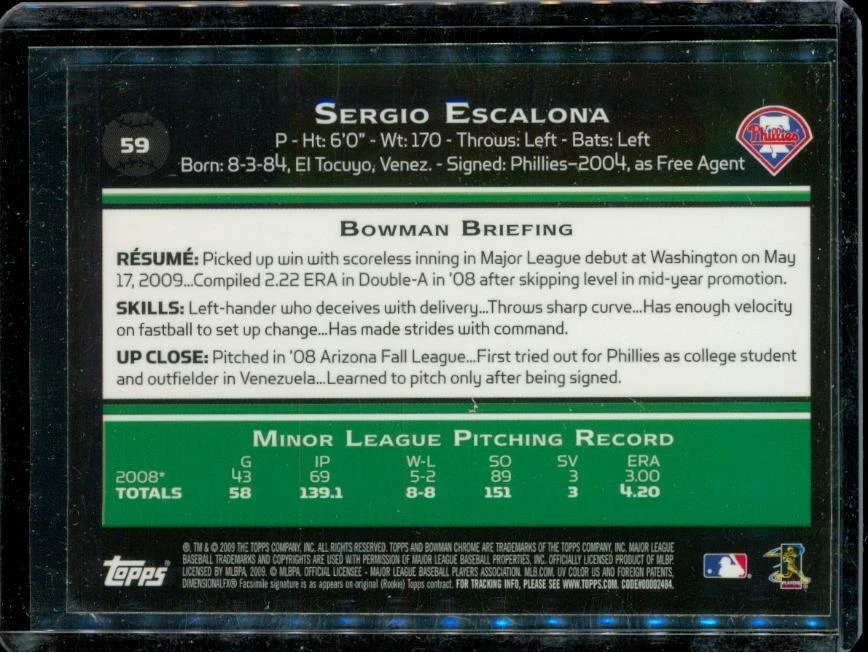 SERGIO ESCALONA
59
P - Ht: 6'0" - Wt: 170 - Throws: Left - Bats: Left
Born: 8-3-84, El Tocuyo, Venez. - Signed: Phillies–2004, as Free Agent
Phillies
BOWMAN BRIEFING
RÉSUMÉ: Picked up win with scoreless inning in Major League debut at Washington on May
17, 2009...Compiled 2.22 ERA in Double-A in '08 after skipping level in mid-year promotion.
SKILLS: Left-hander who deceives with delivery...Throws sharp curve...Has enough velocity
on fastball to set up change...Has made strides with command.
UP CLOSE: Pitched in '08 Arizona Fall League...First tried out for Phillies as college student
and outfielder in Venezuela...Learned to pitch only after being signed.
MINOR LEAGUE PITCHING RECORD
G IP W-L SO SV ERA
2008* 43 69 5-2 89 3 3.00
TOTALS 58 139.1 8-8 151 3 4.20
Topps
®, TM & © 2009 THE TOPPS COMPANY, INC. ALL RIGHTS RESERVED. TOPPS AND BOWMAN CHROME ARE TRADEMARKS OF THE TOPPS COMPANY, INC. MAJOR LEAGUE
BASEBALL TRADEMARKS AND COPYRIGHTS ARE USED WITH PERMISSION OF MAJOR LEAGUE BASEBALL PROPERTIES, INC. OFFICIALLY LICENSED PRODUCT OF MLBP
LICENSED BY MLBPA, 2009. © MLBPA. OFFICIAL LICENSEE - MAJOR LEAGUE BASEBALL PLAYERS ASSOCIATION. MLB.COM. UV COLOR US AND FOREIGN PATENTS.
DIMENSIONALFX® Facsimile signature is as appears on original (Rookie) Topps contract. FOR TRACKING INFO, PLEASE SEE WWW.TOPPS.COM. CODE#00002484.